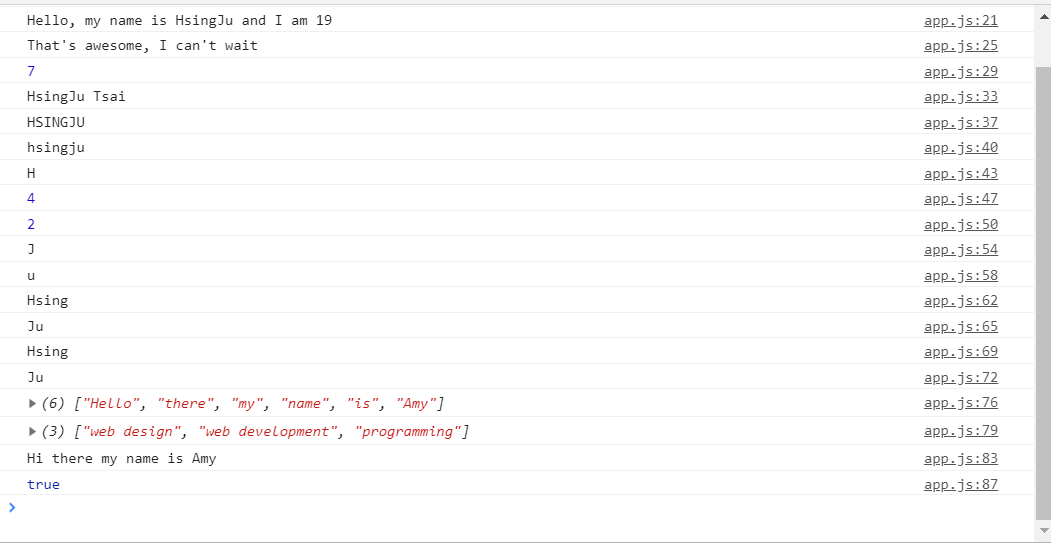 Hello, my name is HsingJu and I am 19 app.js:21
That's awesome, I can't wait app.js:25
7 app.js:29
HsingJu Tsai app.js:33
HSINGJU app.js:37
hsingju app.js:40
H app.js:43
4 app.js:47
2 app.js:50
J app.js:54
u app.js:58
Hsing app.js:62
Ju app.js:65
Hsing app.js:69
Ju app.js:72
(6) ["Hello", "there", "my", "name", "is", "Amy"] app.js:76
(3) ["web design", "web development", "programming"] app.js:79
Hi there my name is Amy app.js:83
true app.js:87